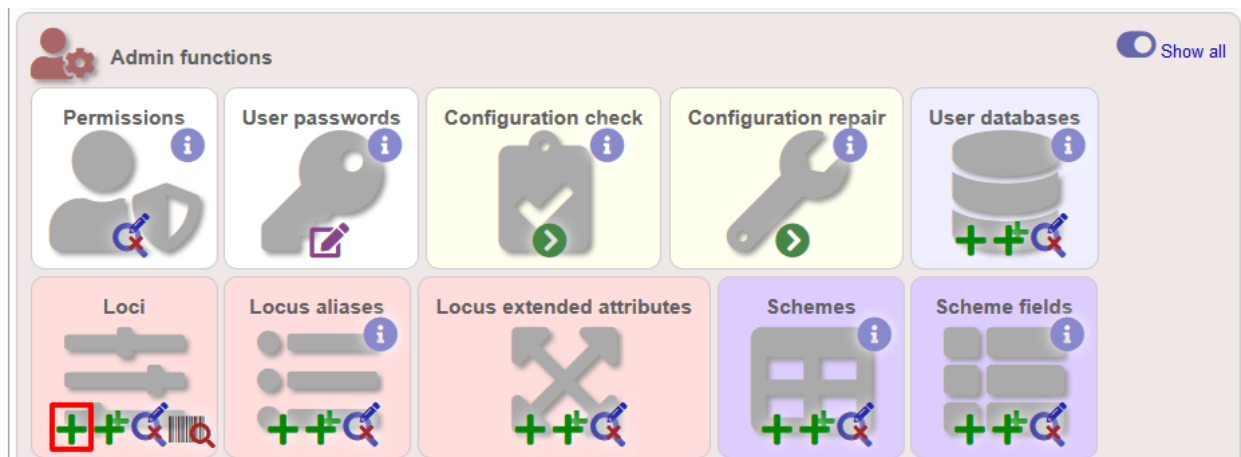 Admin functions
Show all
Permissions
User passwords
Configuration check
Configuration repair
User databases
Loci
Locus aliases
Locus extended attributes
Schemes
Scheme fields